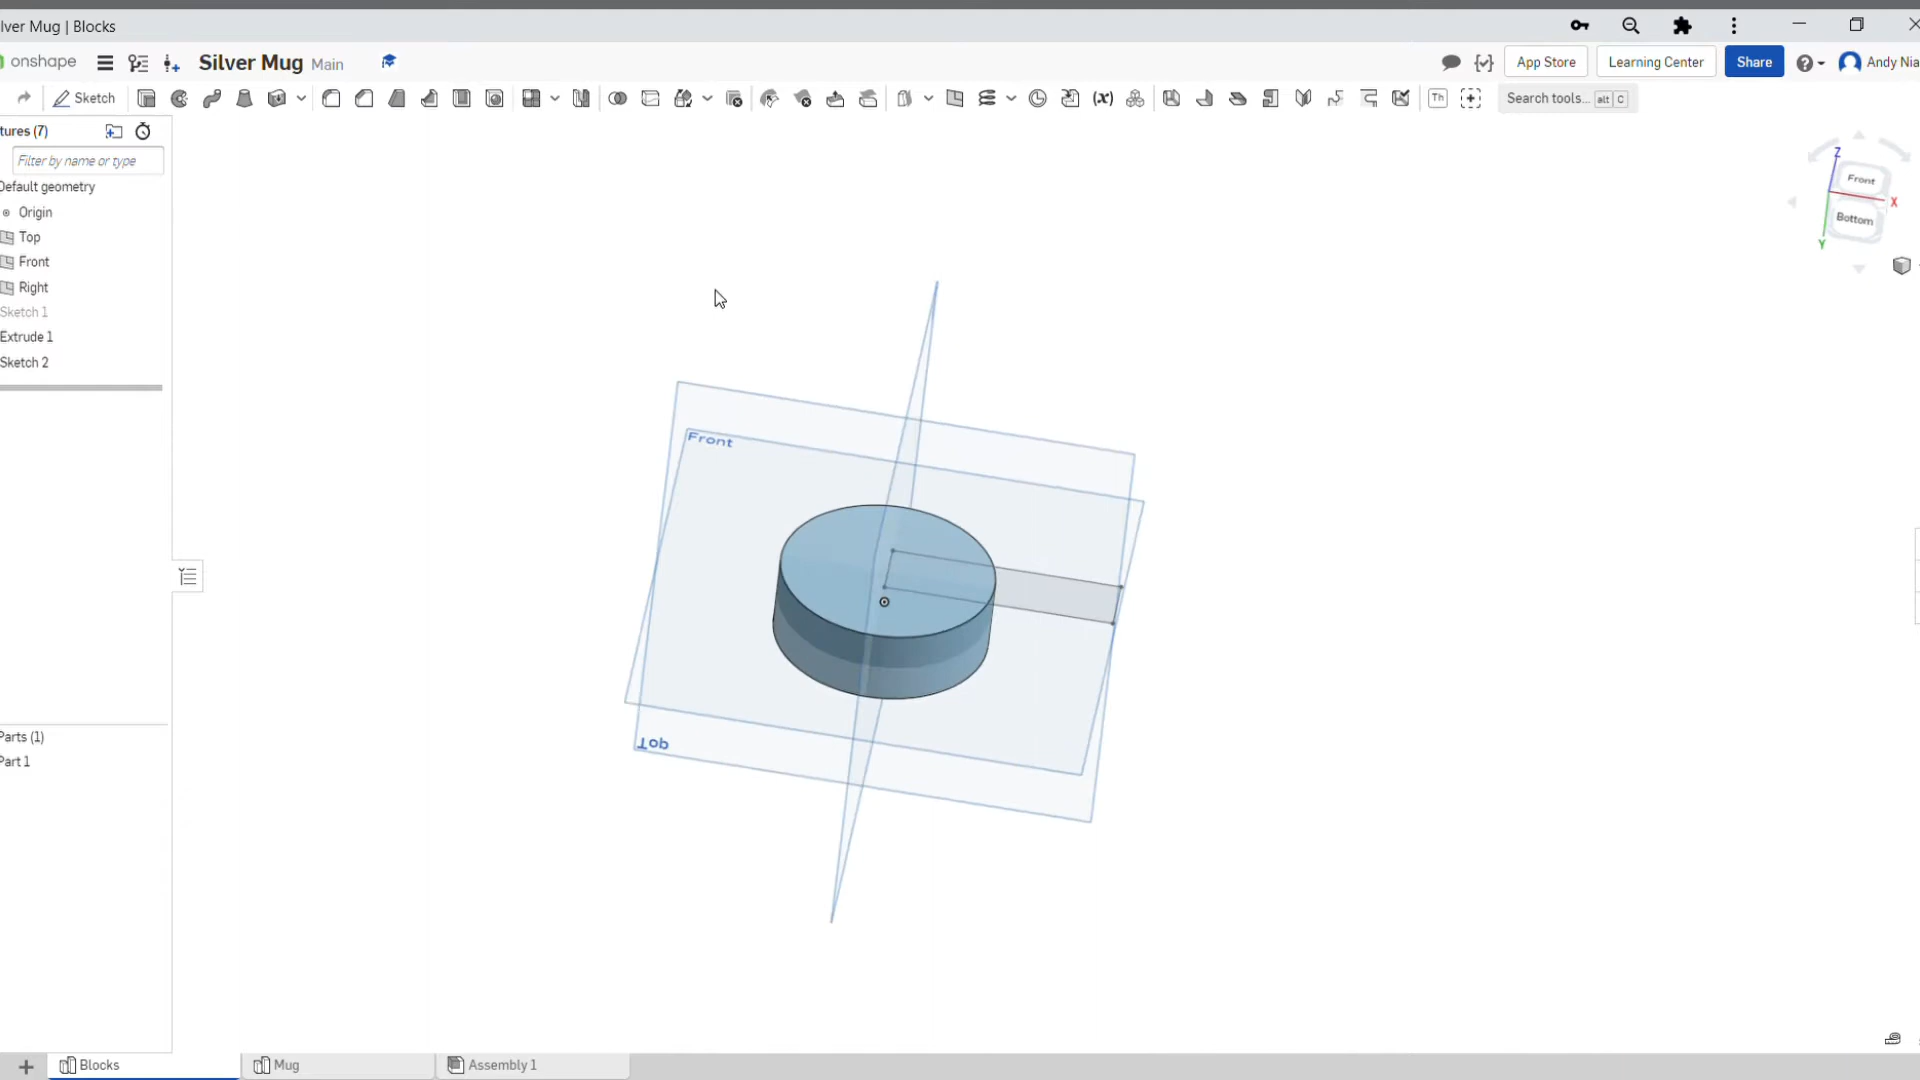 lver Mug | Blocks
onshape
Silver Mug Main
App Store
Learning Center
Share
Andy Nia
Sketch
Search tools... alt C
tures (7)
Filter by name or type
Default geometry
Origin
Top
Front
Right
Sketch 1
Extrude 1
Sketch 2
Parts (1)
Part 1
Front
Top
Z
Front
X
Bottom
Y
(x)
Th
Blocks
Mug
Assembly 1